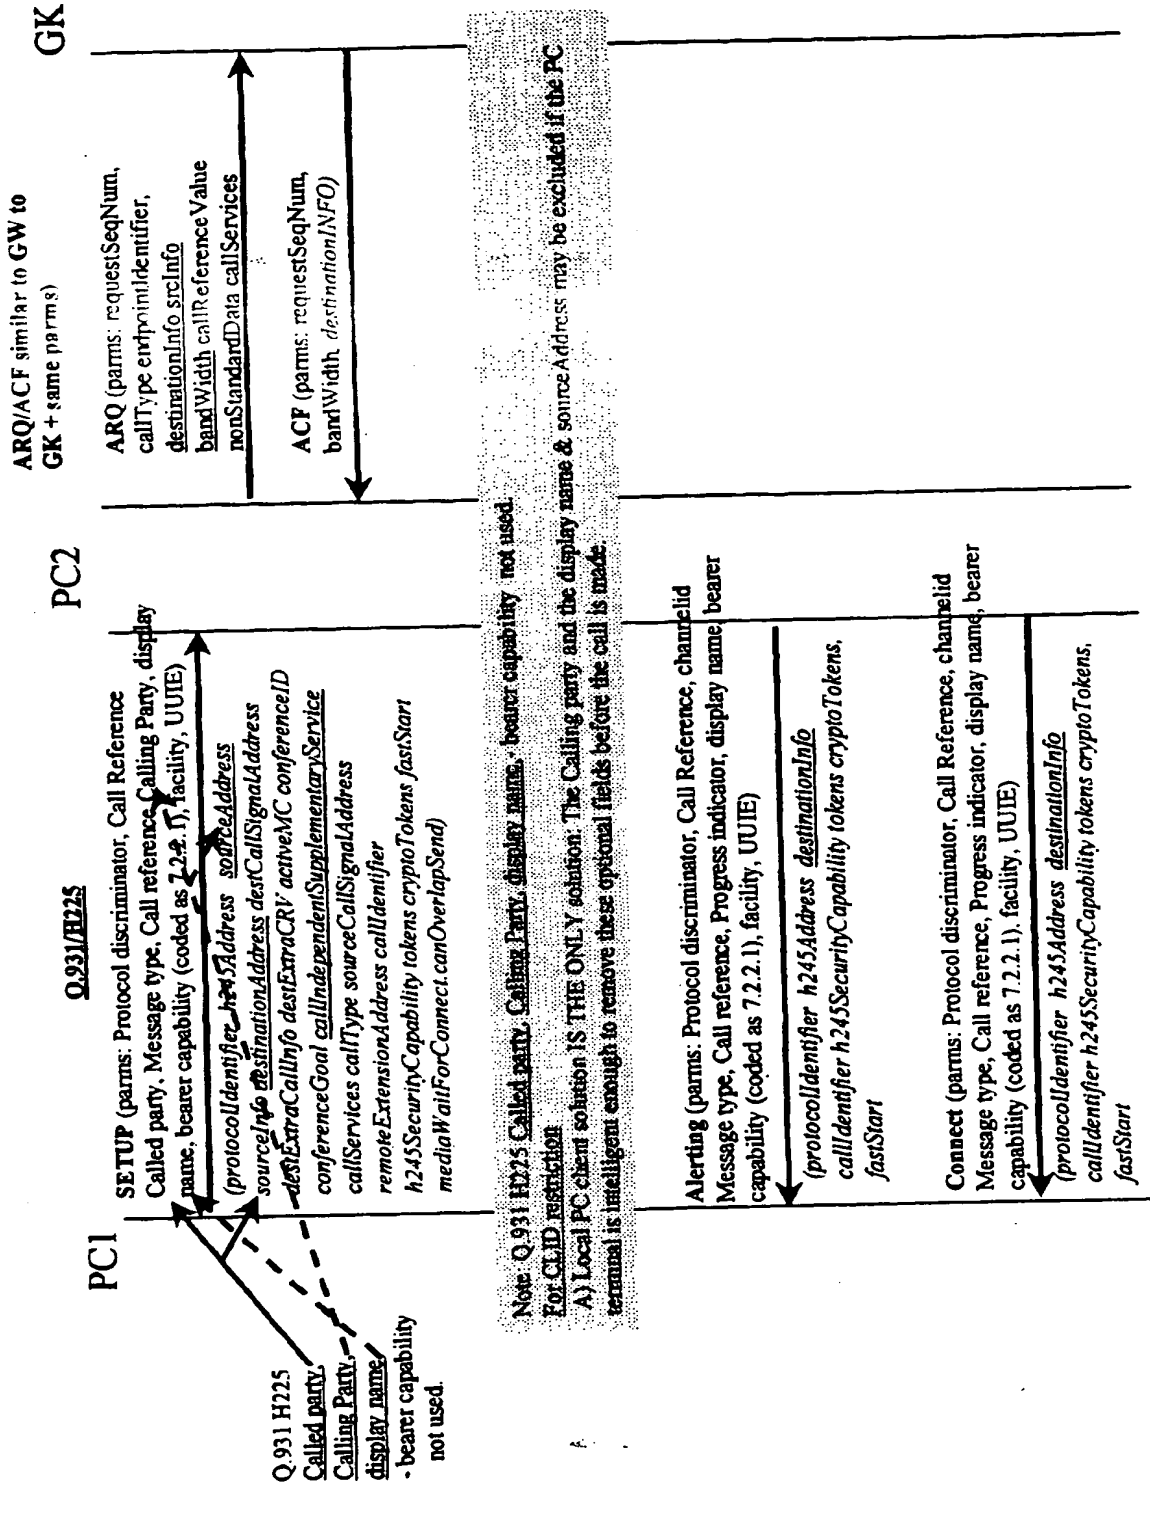 PC1
Q.931/H225
PC2
GK
ARQ/ACF similar to GW to
GK + same parms)
SETUP (parms: Protocol discriminator, Call Reference
Called party, Message type, Call reference, Calling Party, display
name, bearer capability (coded as 7.2.2.1), facility, UUIE)
(protocolIdentifier h245Address sourceAddress
sourceInfo destinationAddress destCallSignalAddress
destExtraCallInfo destExtraCRV activeMC conferenceID
conferenceGoal callIndependentSupplementaryService
callServices callType sourceCallSignalAddress
remoteExtensionAddress callIdentifier
h245SecurityCapability tokens cryptoTokens fastStart
mediaWaitForConnect.canOverlapSend)
ARQ (parms: requestSeqNum,
callType endpointIdentifier,
destinationInfo srcInfo
bandWidth callReferenceValue
nonStandardData callServices
ACF (parms: requestSeqNum,
bandWidth. destinationINFO)
Q.931 H225
Called party,
Calling Party,
display name,
- bearer capability
not used.
Note: Q.931 H225 Called party, Calling Party, display name, - bearer capability not used.
For CLID restriction
A) Local PC client solution IS THE ONLY solution: The Calling party and the display name & sourceAddress may be excluded if the PC
terminal is intelligent enough to remove these optional fields before the call is made.
Alerting (parms: Protocol discriminator, Call Reference, channelid
Message type, Call reference, Progress indicator, display name, bearer
capability (coded as 7.2.2.1), facility, UUIE)
(protocolIdentifier h245Address destinationInfo
callIdentifier h245SecurityCapability tokens cryptoTokens,
fastStart
Connect (parms: Protocol discriminator, Call Reference, channelid
Message type, Call reference, Progress indicator, display name, bearer
capability (coded as 7.2.2.1). facility, UUIE)
(protocolIdentifier h245Address destinationInfo
callIdentifier h245SecurityCapability tokens cryptoTokens,
fastStart